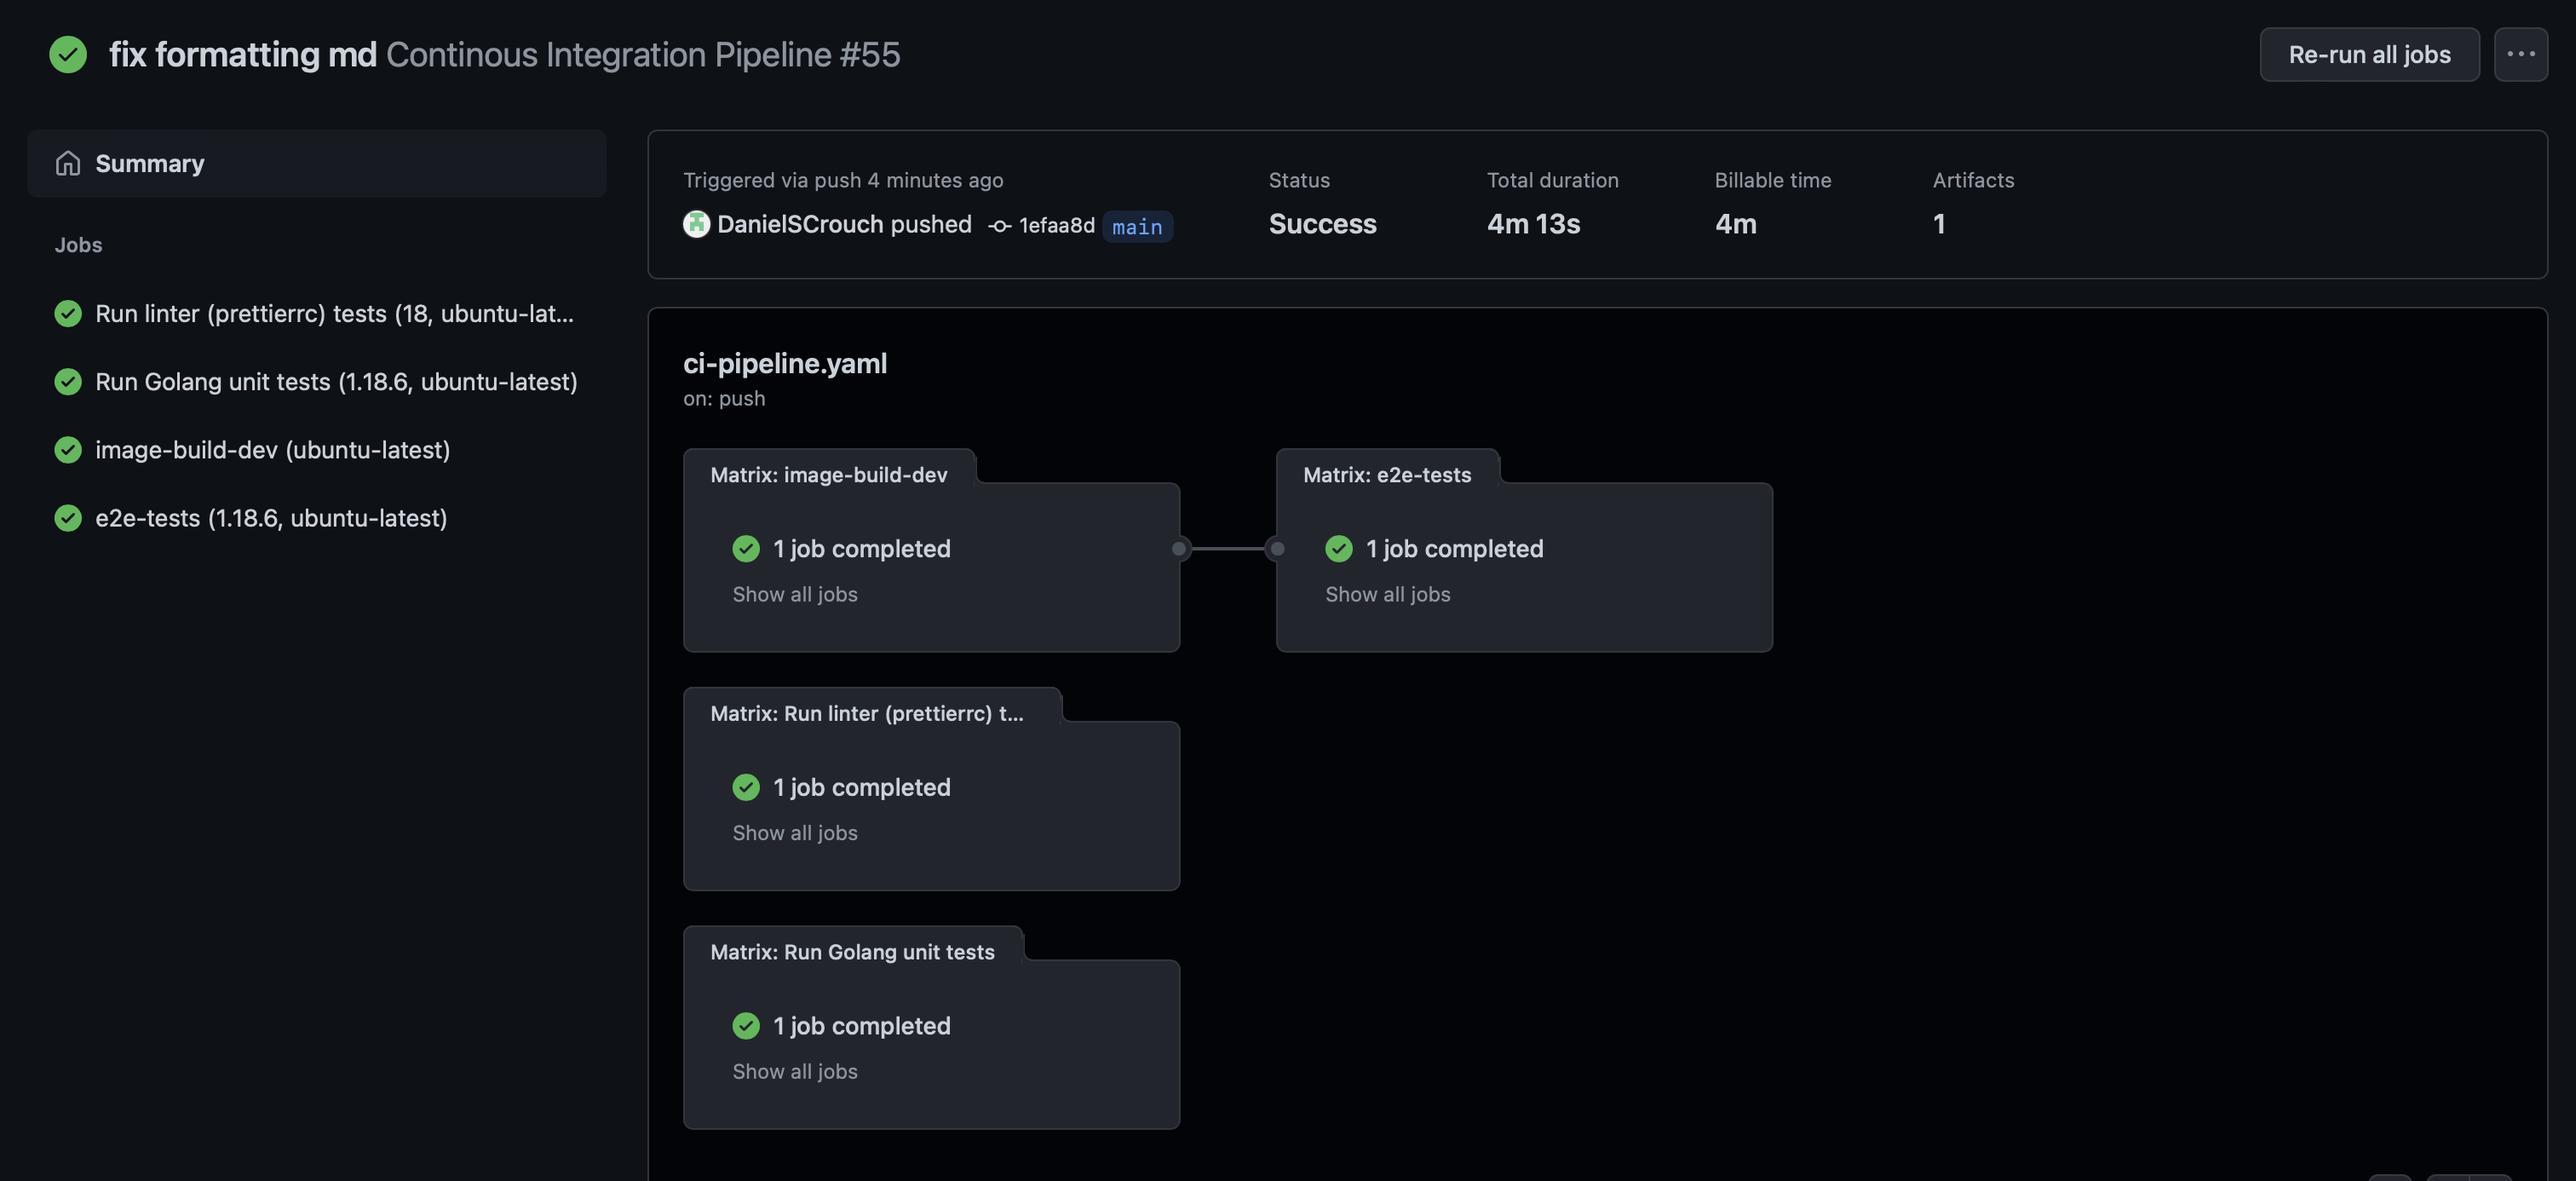 fix formatting md Continous Integration Pipeline #55
Re-run all jobs
Summary
Jobs
Run linter (prettierrc) tests (18, ubuntu-lat...
Run Golang unit tests (1.18.6, ubuntu-latest)
image-build-dev (ubuntu-latest)
e2e-tests (1.18.6, ubuntu-latest)
Triggered via push 4 minutes ago
DanielSCrouch pushed 1efaa8d main
Status
Success
Total duration
4m 13s
Billable time
4m
Artifacts
1
ci-pipeline.yaml
on: push
Matrix: image-build-dev
1 job completed
Show all jobs
Matrix: e2e-tests
1 job completed
Show all jobs
Matrix: Run linter (prettierrc) t...
1 job completed
Show all jobs
Matrix: Run Golang unit tests
1 job completed
Show all jobs